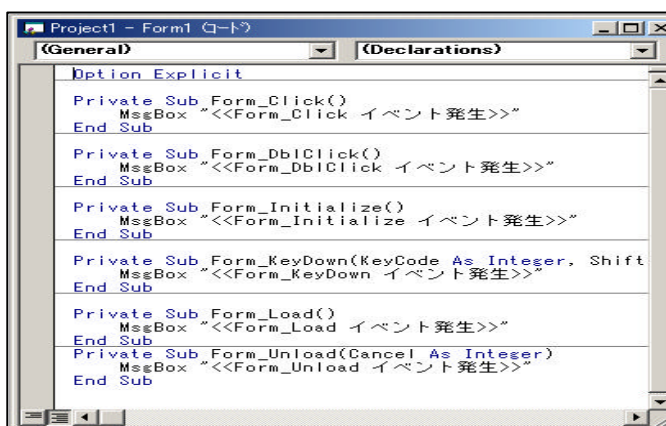 Project1 - Form1 (コード)
(General)
(Declarations)
Option Explicit
Private Sub Form_Click()
MsgBox "<<Form_Click イベント発生>>"
End Sub
Private Sub Form_DblClick()
MsgBox "<<Form_DblClick イベント発生>>"
End Sub
Private Sub Form_Initialize()
MsgBox "<<Form_Initialize イベント発生>>"
End Sub
Private Sub Form_KeyDown(KeyCode As Integer, Shift
MsgBox "<<Form_KeyDown イベント発生>>"
End Sub
Private Sub Form_Load()
MsgBox "<<Form_Load イベント発生>>"
End Sub
Private Sub Form_Unload(Cancel As Integer)
MsgBox "<<Form_Unload イベント発生>>"
End Sub